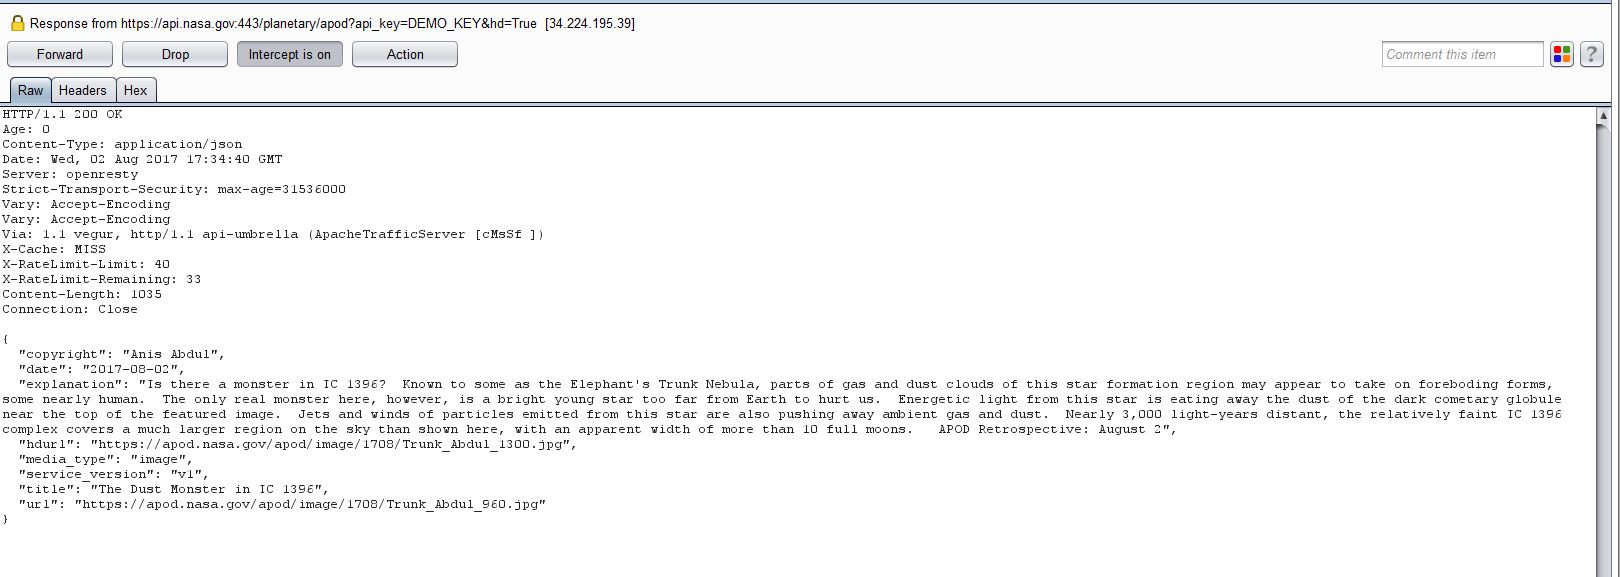 Response from https://api.nasa.gov:443/planetary/apod?api_key=DEMO_KEY&hd=True [34.224.195.39]
Forward Drop Intercept is on Action Comment this item ?
Raw Headers Hex
HTTP/1.1 200 OK
Age: 0
Content-Type: application/json
Date: Wed, 02 Aug 2017 17:34:40 GMT
Server: openresty
Strict-Transport-Security: max-age=31536000
Vary: Accept-Encoding
Vary: Accept-Encoding
Via: 1.1 vegur, http/1.1 api-umbrella (ApacheTrafficServer [cMsSf ])
X-Cache: MISS
X-RateLimit-Limit: 40
X-RateLimit-Remaining: 33
Content-Length: 1035
Connection: Close
{
"copyright": "Anis Abdul",
"date": "2017-08-02",
"explanation": "Is there a monster in IC 1396?  Known to some as the Elephant's Trunk Nebula, parts of gas and dust clouds of this star formation region may appear to take on foreboding forms,
some nearly human.  The only real monster here, however, is a bright young star too far from Earth to hurt us.  Energetic light from this star is eating away the dust of the dark cometary globule
near the top of the featured image.  Jets and winds of particles emitted from this star are also pushing away ambient gas and dust.  Nearly 3,000 light-years distant, the relatively faint IC 1396
complex covers a much larger region on the sky than shown here, with an apparent width of more than 10 full moons.   APOD Retrospective: August 2",
"hdurl": "https://apod.nasa.gov/apod/image/1708/Trunk_Abdul_1300.jpg",
"media_type": "image",
"service_version": "v1",
"title": "The Dust Monster in IC 1396",
"url": "https://apod.nasa.gov/apod/image/1708/Trunk_Abdul_960.jpg"
}